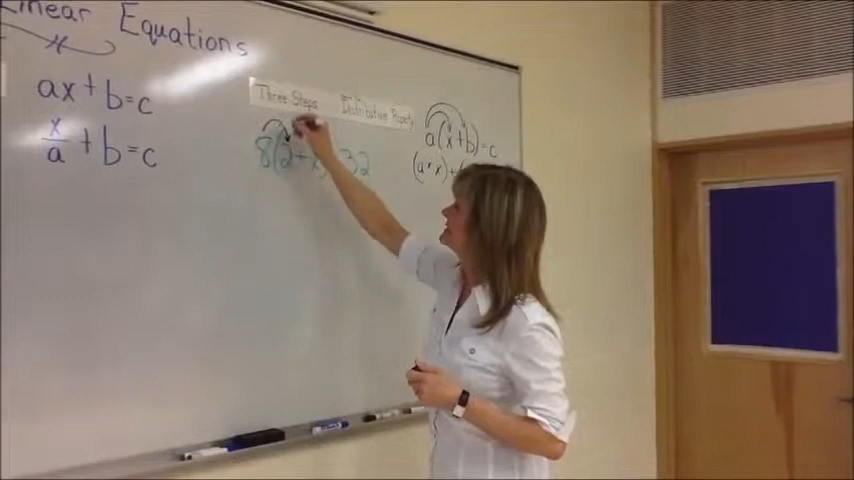 Linear Equations
ax + b = c
x/a + b = c
Three Steps
Distributive Property
8(2 + x) = 32
a(x + b) = c
(a * x) +